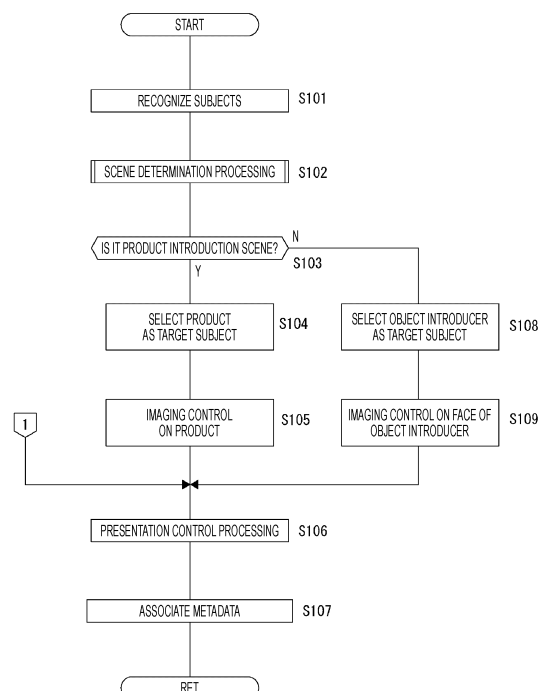 START
RECOGNIZE SUBJECTS
S101
SCENE DETERMINATION PROCESSING
S102
IS IT PRODUCT INTRODUCTION SCENE?
N
S103
Y
SELECT PRODUCT
AS TARGET SUBJECT
S104
SELECT OBJECT INTRODUCER
AS TARGET SUBJECT
S108
1
IMAGING CONTROL
ON PRODUCT
S105
IMAGING CONTROL ON FACE OF
OBJECT INTRODUCER
S109
PRESENTATION CONTROL PROCESSING
S106
ASSOCIATE METADATA
S107
RET